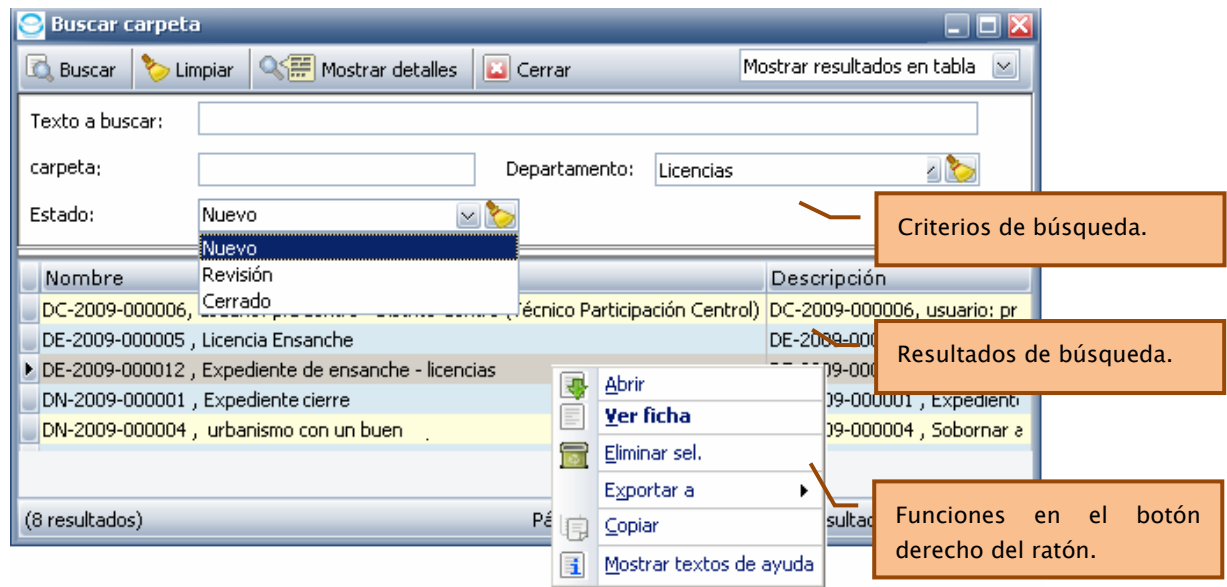 Buscar carpeta
Buscar Limpiar Mostrar detalles Cerrar Mostrar resultados en tabla
Texto a buscar:
carpeta: Departamento: Licencias
Estado: Nuevo
Criterios de búsqueda.
Nuevo
Revisión
Cerrado
Nombre Descripción
DC-2009-000006, (Técnico Participación Central) DC-2009-000006, usuario: pr
DE-2009-000005 , Licencia Ensanche DE-2009-000
Resultados de búsqueda.
DE-2009-000012 , Expediente de ensanche - licencias
DN-2009-000001 , Expediente cierre 09-000001 , Expediente
DN-2009-000004 , urbanismo con un buen 09-000004 , Sobornar a
Abrir
Ver ficha
Eliminar sel.
Exportar a
Copiar
Mostrar textos de ayuda
(8 resultados) Pá sultad
Funciones en el botón
derecho del ratón.